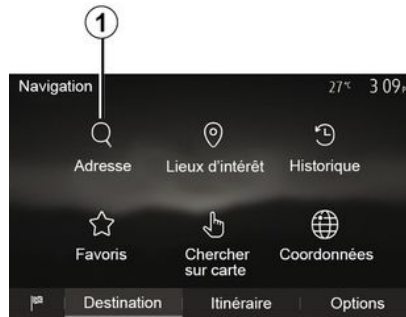 1
Navigation 27°C 3 09
Adresse Lieux d'intérêt Historique
Favoris Chercher Coordonnées
sur carte
Destination Itinéraire Options